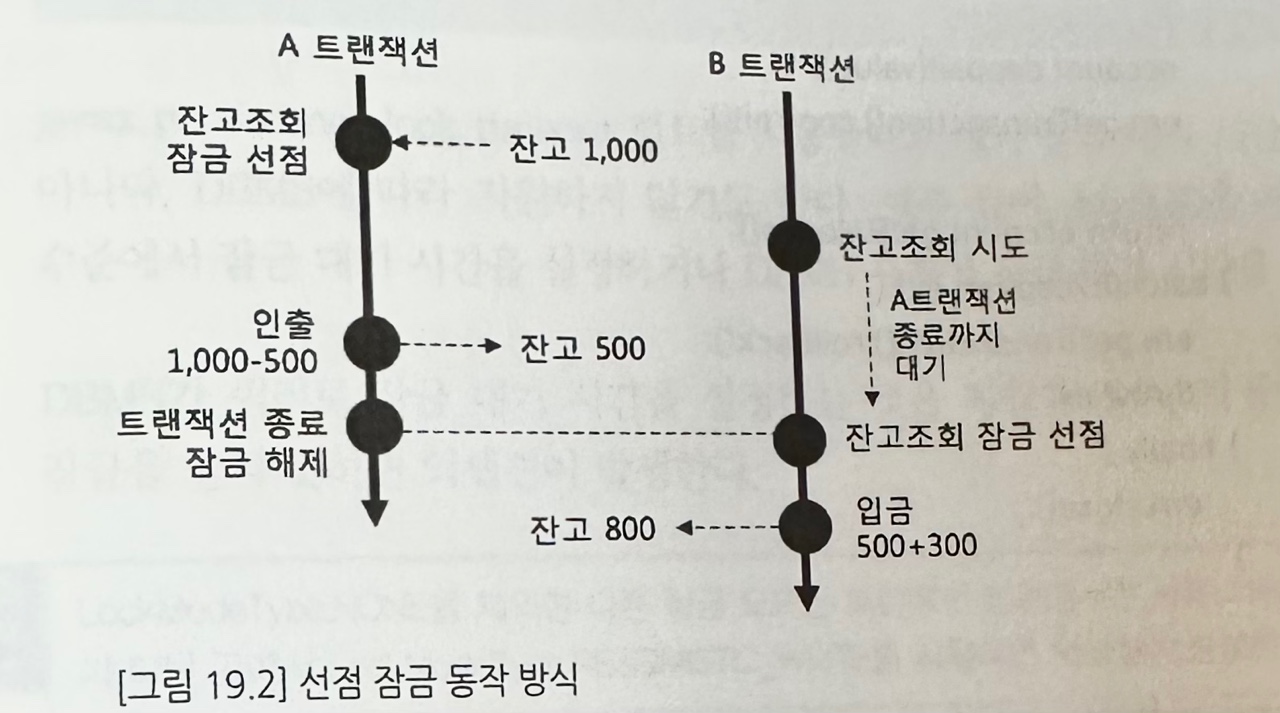 A 트랜잭션
B 트랜잭션
잔고조회
잠금 선점
잔고 1,000
잔고조회 시도
A트랜잭션
종료까지
대기
인출
1,000-500
잔고 500
트랜잭션 종료
잠금 해제
잔고조회 잠금 선점
잔고 800
입금
500+300
[그림 19.2] 선점 잠금 동작 방식